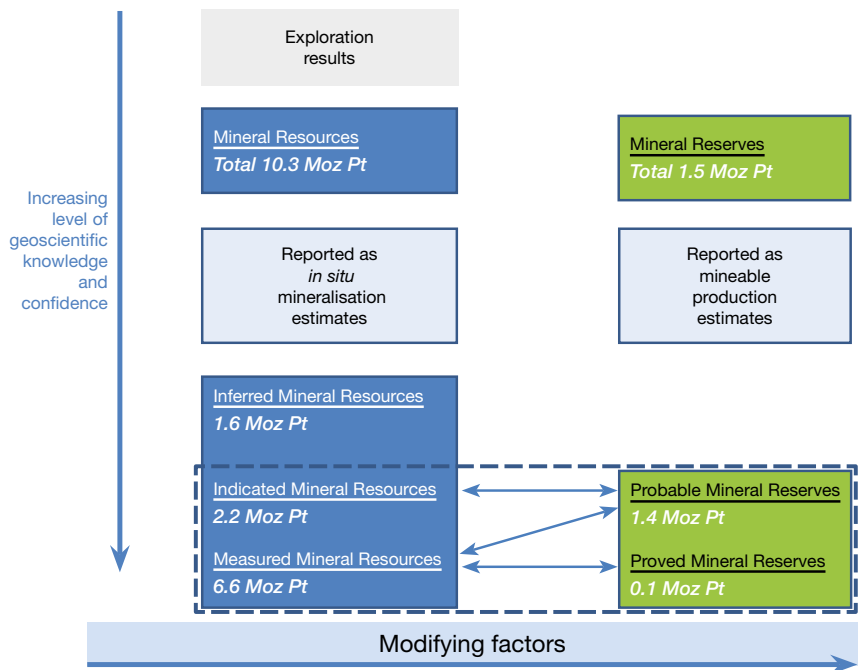 Exploration
results
Mineral Resources
Total 10.3 Moz Pt
Mineral Reserves
Total 1.5 Moz Pt
Increasing
level of
geoscientific
knowledge
and
confidence
Reported as
in situ
mineralisation
estimates
Reported as
mineable
production
estimates
Inferred Mineral Resources
1.6 Moz Pt
Indicated Mineral Resources
2.2 Moz Pt
Measured Mineral Resources
6.6 Moz Pt
Probable Mineral Reserves
1.4 Moz Pt
Proved Mineral Reserves
0.1 Moz Pt
Modifying factors